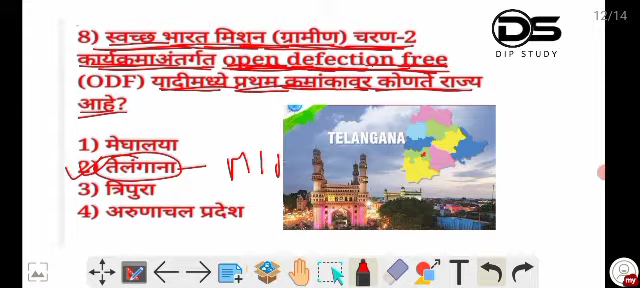 12/14
DS
DIP STUDY
8) स्वच्छ भारत मिशन (ग्रामीण) चरण-2
कार्यक्रमाअंतर्गत open defection free
(ODF) यादीमध्ये प्रथम क्रमांकावर कोणते राज्य
आहे?
1) मेघालया
2) तेलंगाना
3) त्रिपुरा
4) अरुणाचल प्रदेश
TELANGANA
T
my